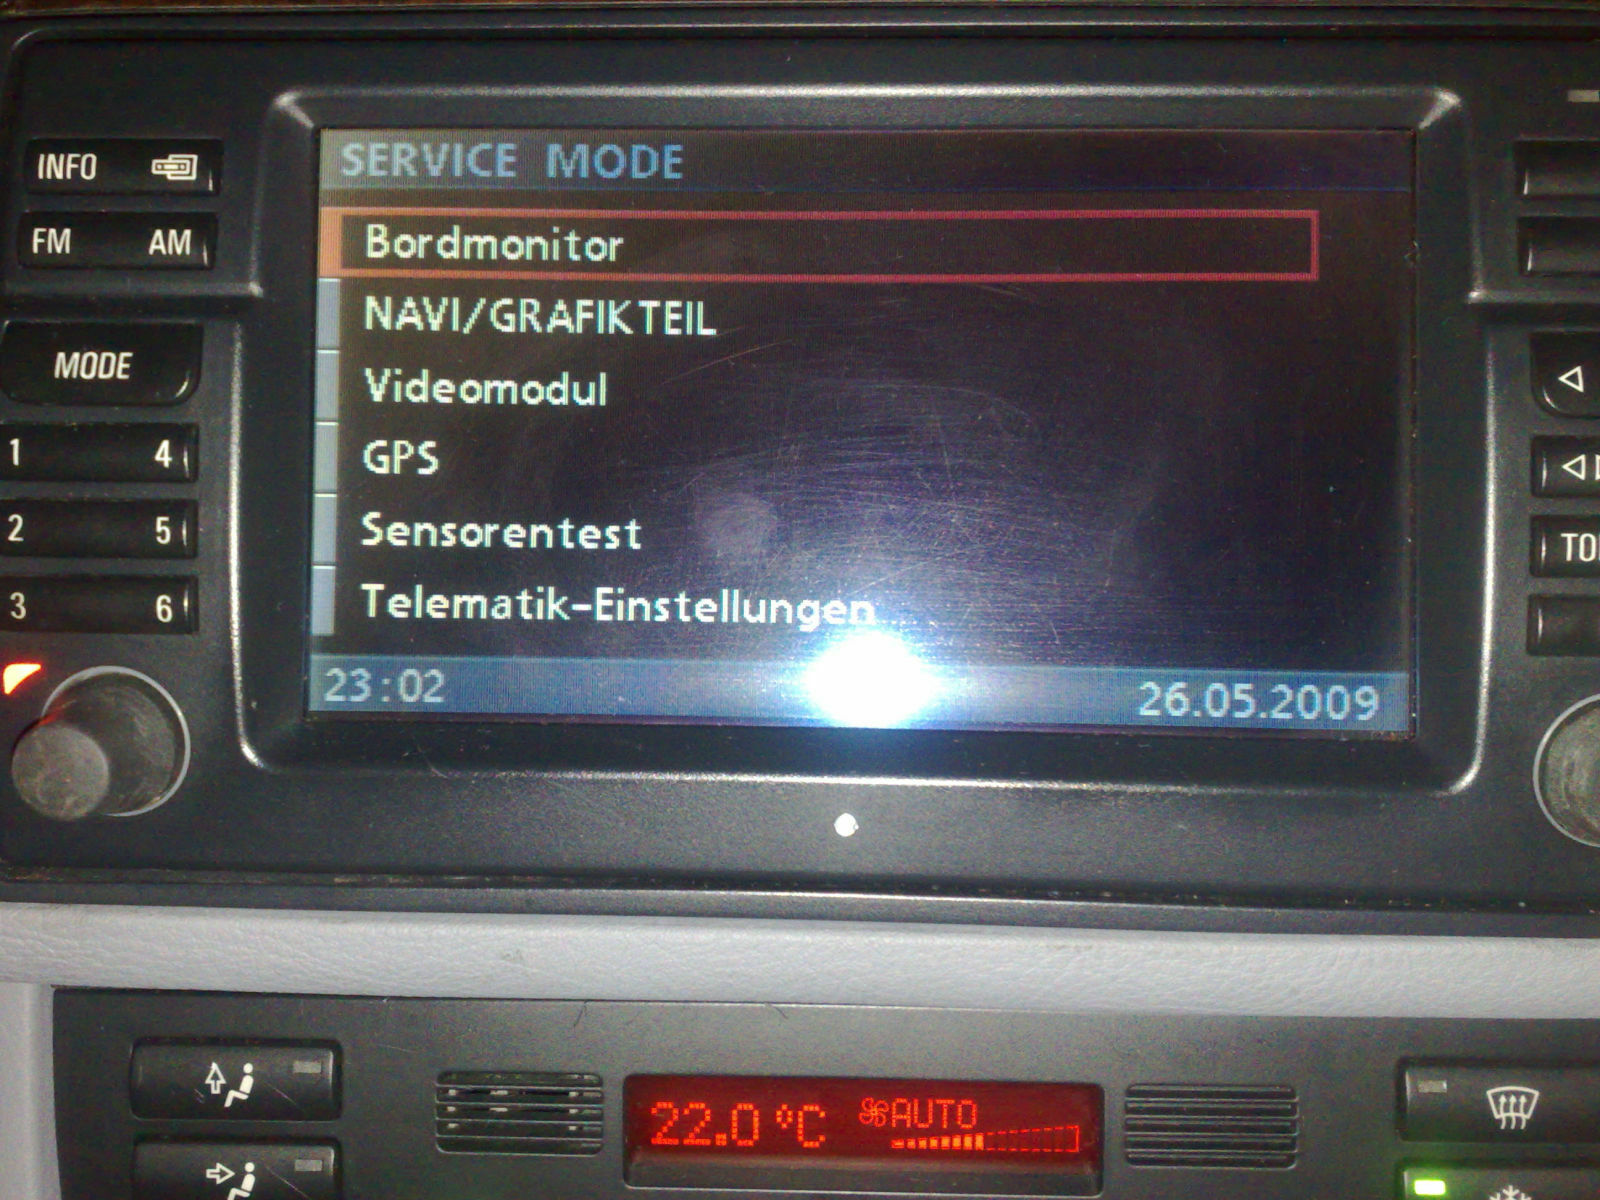 SERVICE MODE
INFO
Bordmonitor
FM AM
NAVI/GRAFIKTEIL
MODE
Videomodul
1 4
GPS
2 5
Sensorentest
3 6
Telematik-Einstellungen
23:02 26.05.2009
22.0 °C AUTO